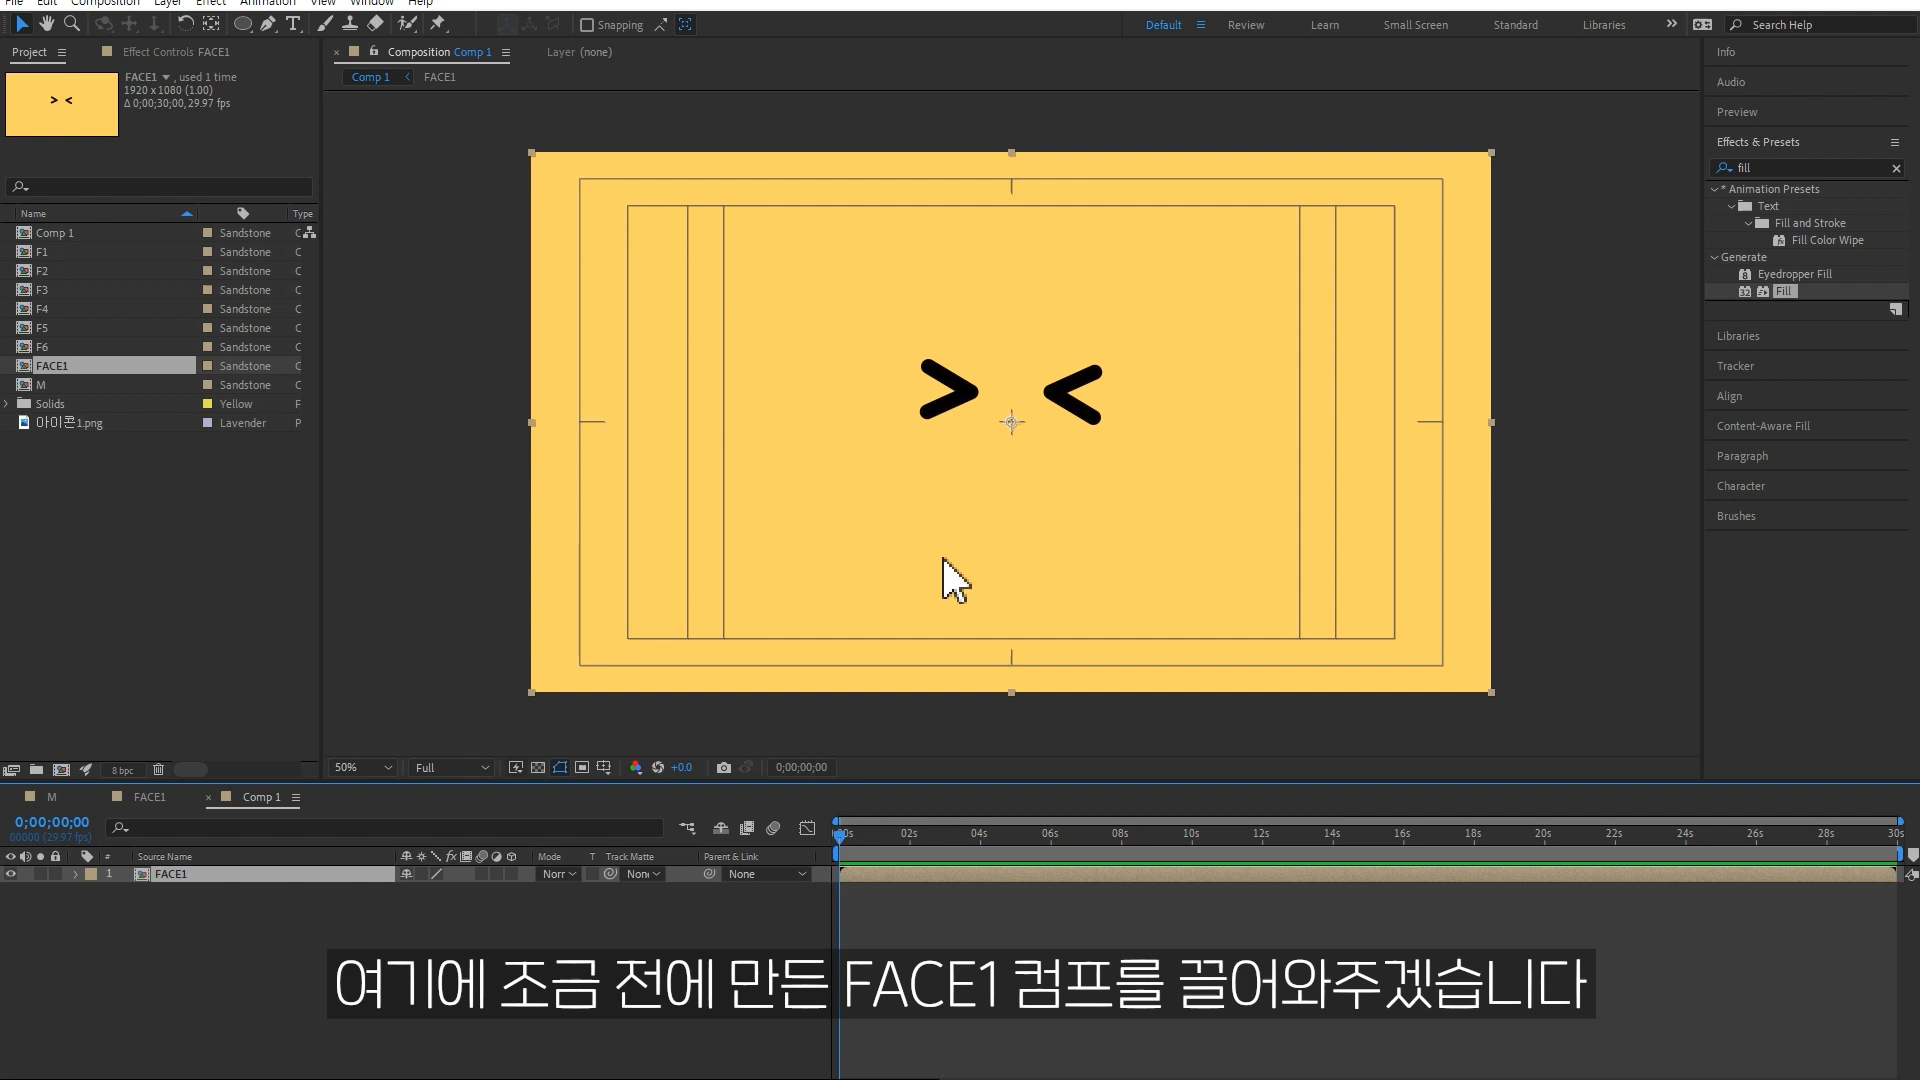 File Edit Composition Layer Effect Animation View Window Help
Snapping
Default Review Learn Small Screen Standard Libraries Search Help
Project Effect Controls FACE1
FACE1 , used 1 time
1920 x 1080 (1.00)
Δ 0;00;30;00, 29.97 fps
Name Type
Comp 1 Sandstone C
F1 Sandstone C
F2 Sandstone C
F3 Sandstone C
F4 Sandstone C
F5 Sandstone C
F6 Sandstone C
FACE1 Sandstone C
M Sandstone C
Solids Yellow F
아이콘1.png Lavender P
8 bpc
Composition Comp 1 Layer (none)
Comp 1 FACE1
> <
50% Full +0.0 0;00;00;00
Info
Audio
Preview
Effects & Presets
fill
* Animation Presets
Text
Fill and Stroke
Fill Color Wipe
Generate
Eyedropper Fill
Fill
Libraries
Tracker
Align
Content-Aware Fill
Paragraph
Character
Brushes
M FACE1 Comp 1
0;00;00;00
00000 (29.97 fps)
:00s 02s 04s 06s 08s 10s 12s 14s 16s 18s 20s 22s 24s 26s 28s 30s
# Source Name fx Mode T Track Matte Parent & Link
1 FACE1 Norr None None
여기에 조금 전에 만든 FACE1 컴프를 끌어와주겠습니다